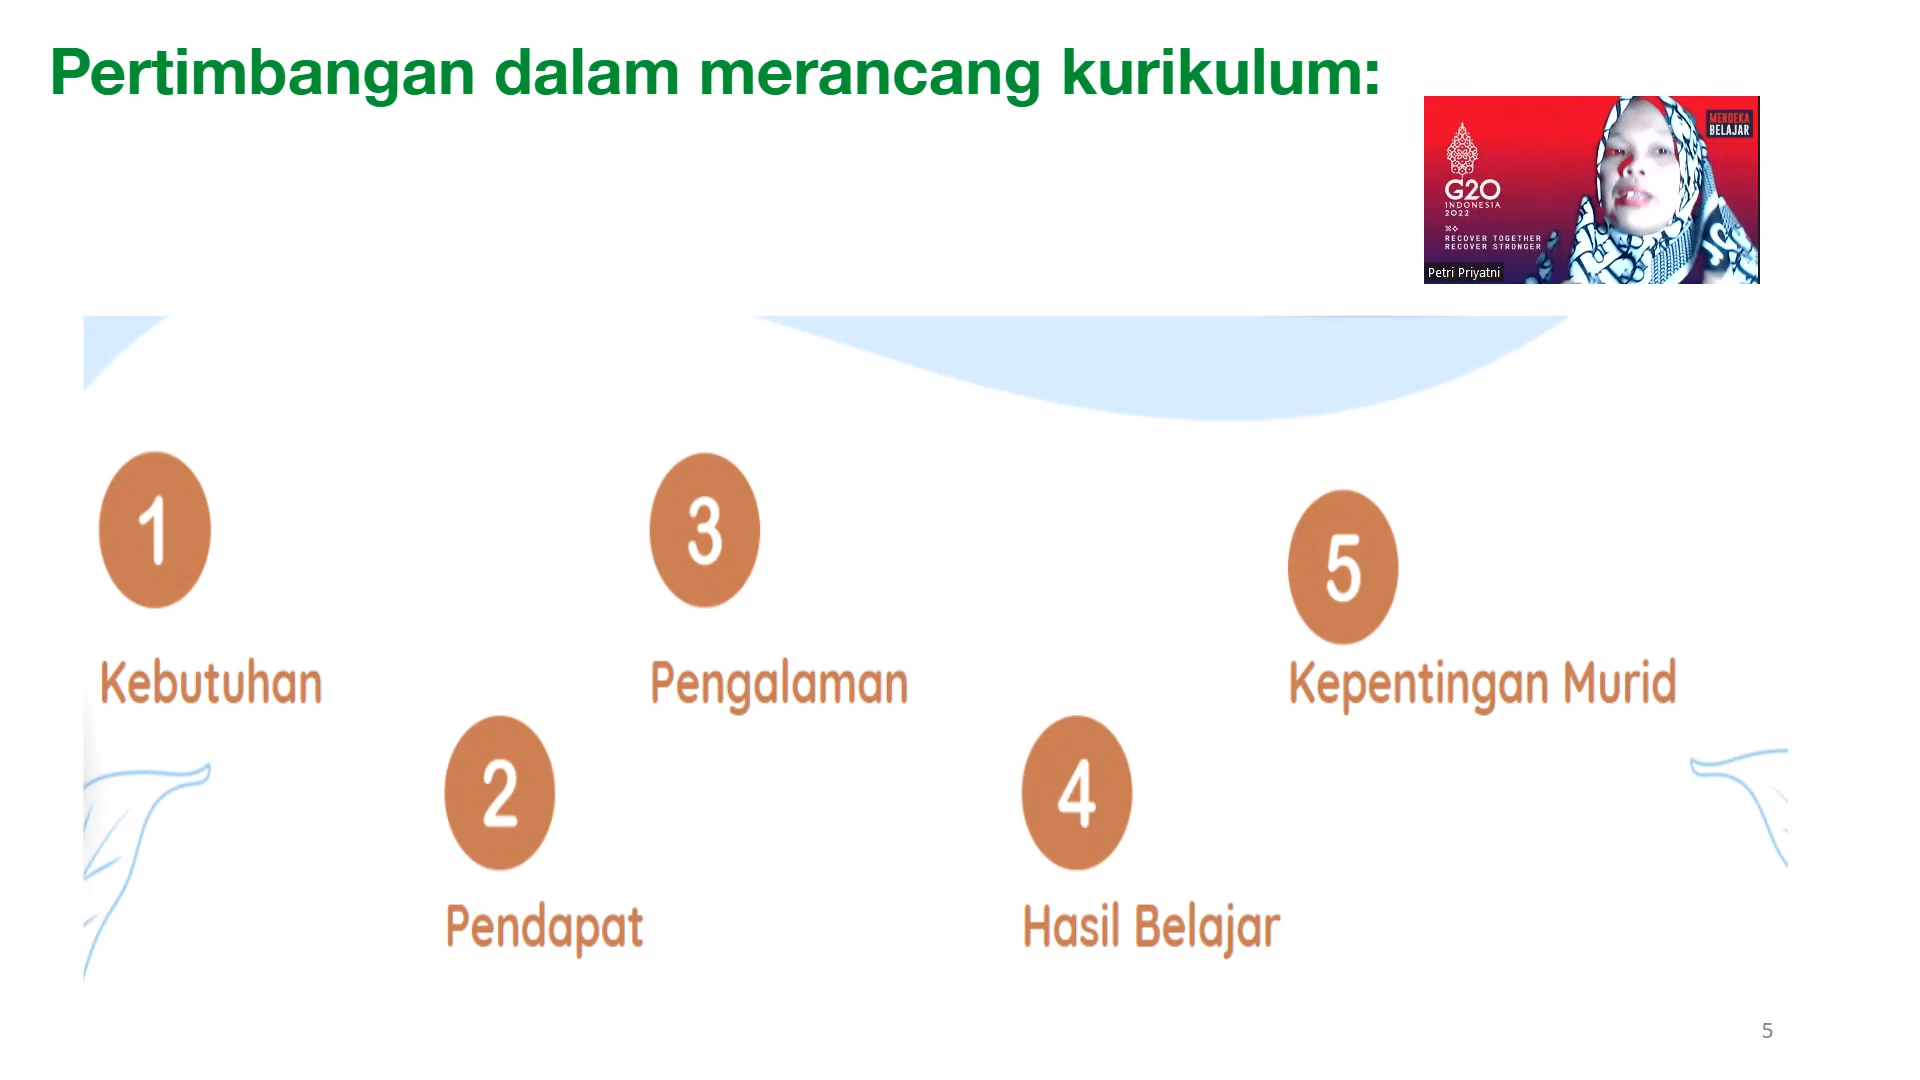 Pertimbangan dalam merancang kurikulum:
MERDEKA
BELAJAR
G20
INDONESIA
2022
RECOVER TOGETHER
RECOVER STRONGER
Petri Priyatni
1
Kebutuhan
2
Pendapat
3
Pengalaman
4
Hasil Belajar
5
Kepentingan Murid
5